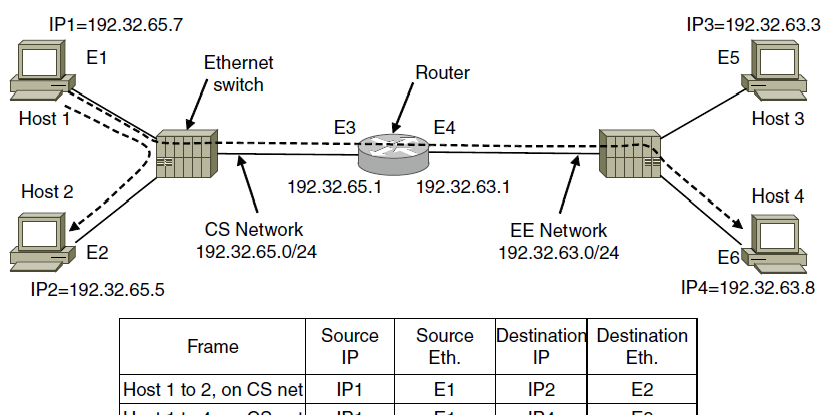 IP1=192.32.65.7
IP3=192.32.63.3
E1
Ethernet
switch
Router
E5
Host 1
E3
E4
Host 3
192.32.65.1
192.32.63.1
Host 2
Host 4
CS Network
192.32.65.0/24
EE Network
192.32.63.0/24
E2
E6
IP2=192.32.65.5
IP4=192.32.63.8
Frame
Source
IP
Source
Eth.
Destination
IP
Destination
Eth.
Host 1 to 2, on CS net
IP1
E1
IP2
E2